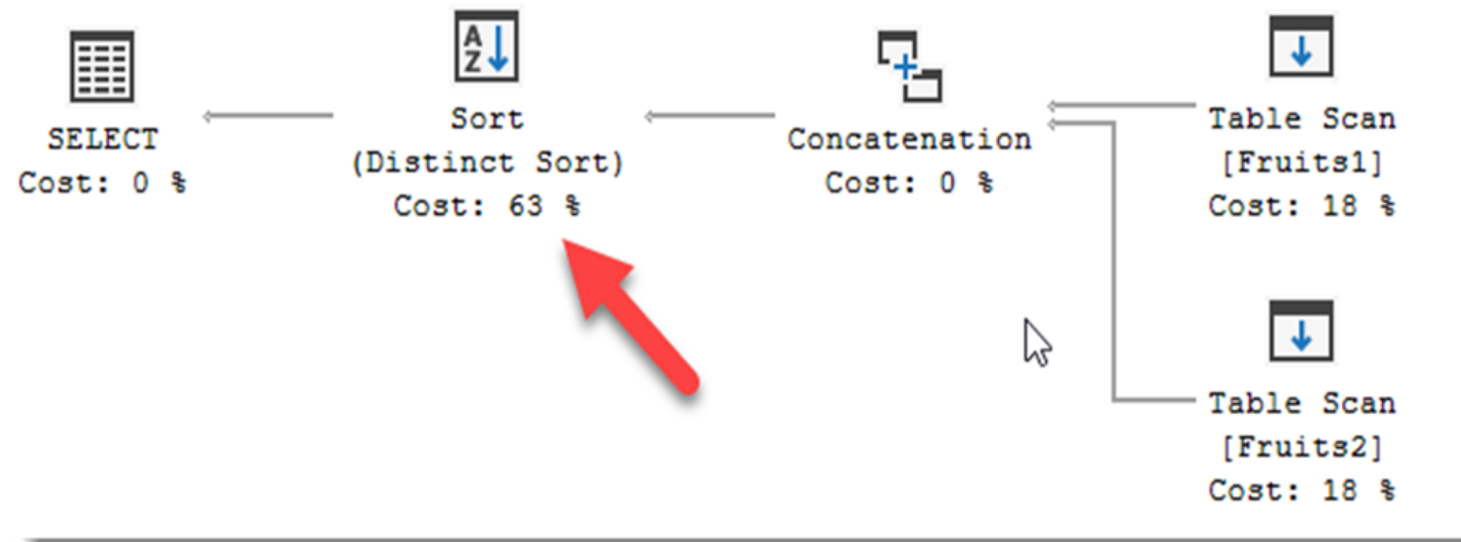 SELECT
Cost: 0 %
A
Z
Sort
(Distinct Sort)
Cost: 63 %
Concatenation
Cost: 0 %
Table Scan
[Fruits1]
Cost: 18 %
Table Scan
[Fruits2]
Cost: 18 %